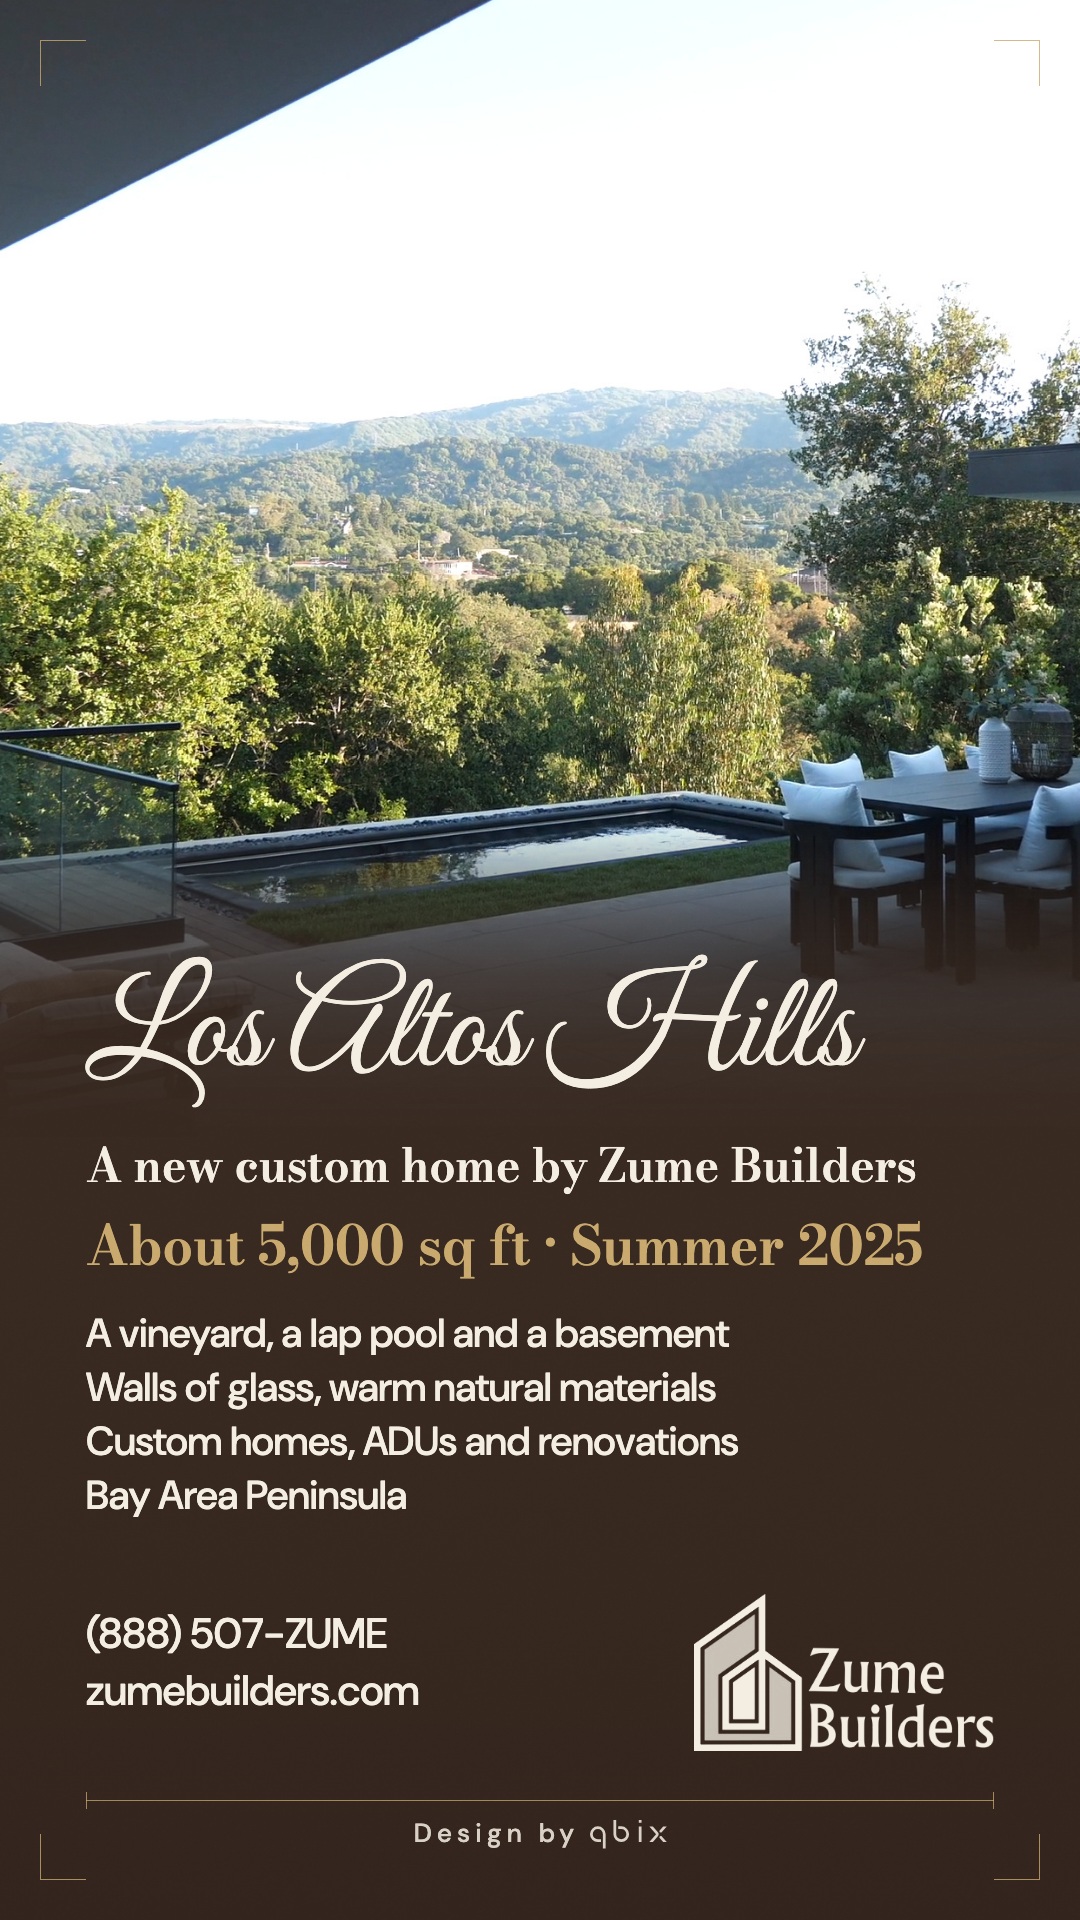 Los Altos Hills
A new custom home by Zume Builders
About 5,000 sq ft · Summer 2025
A vineyard, a lap pool and a basement
Walls of glass, warm natural materials
Custom homes, ADUs and renovations
Bay Area Peninsula
(888) 507-ZUME
zumebuilders.com
Zume
Builders
Design by qbix